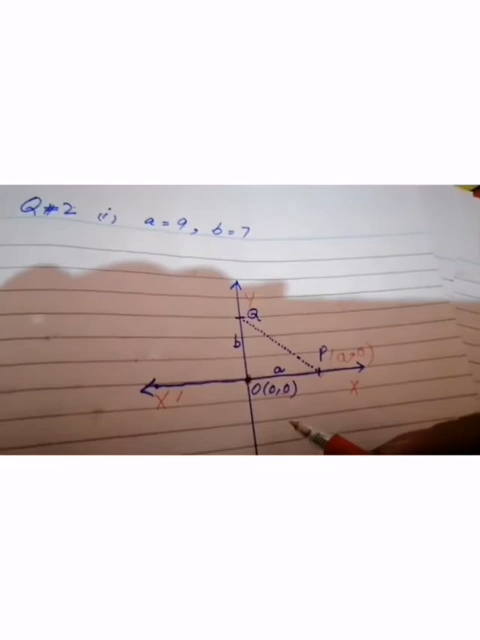 Q#2 (i) a=9, b=7
Y
Q
b
P(a,0)
a
O(0,0)
X
X'